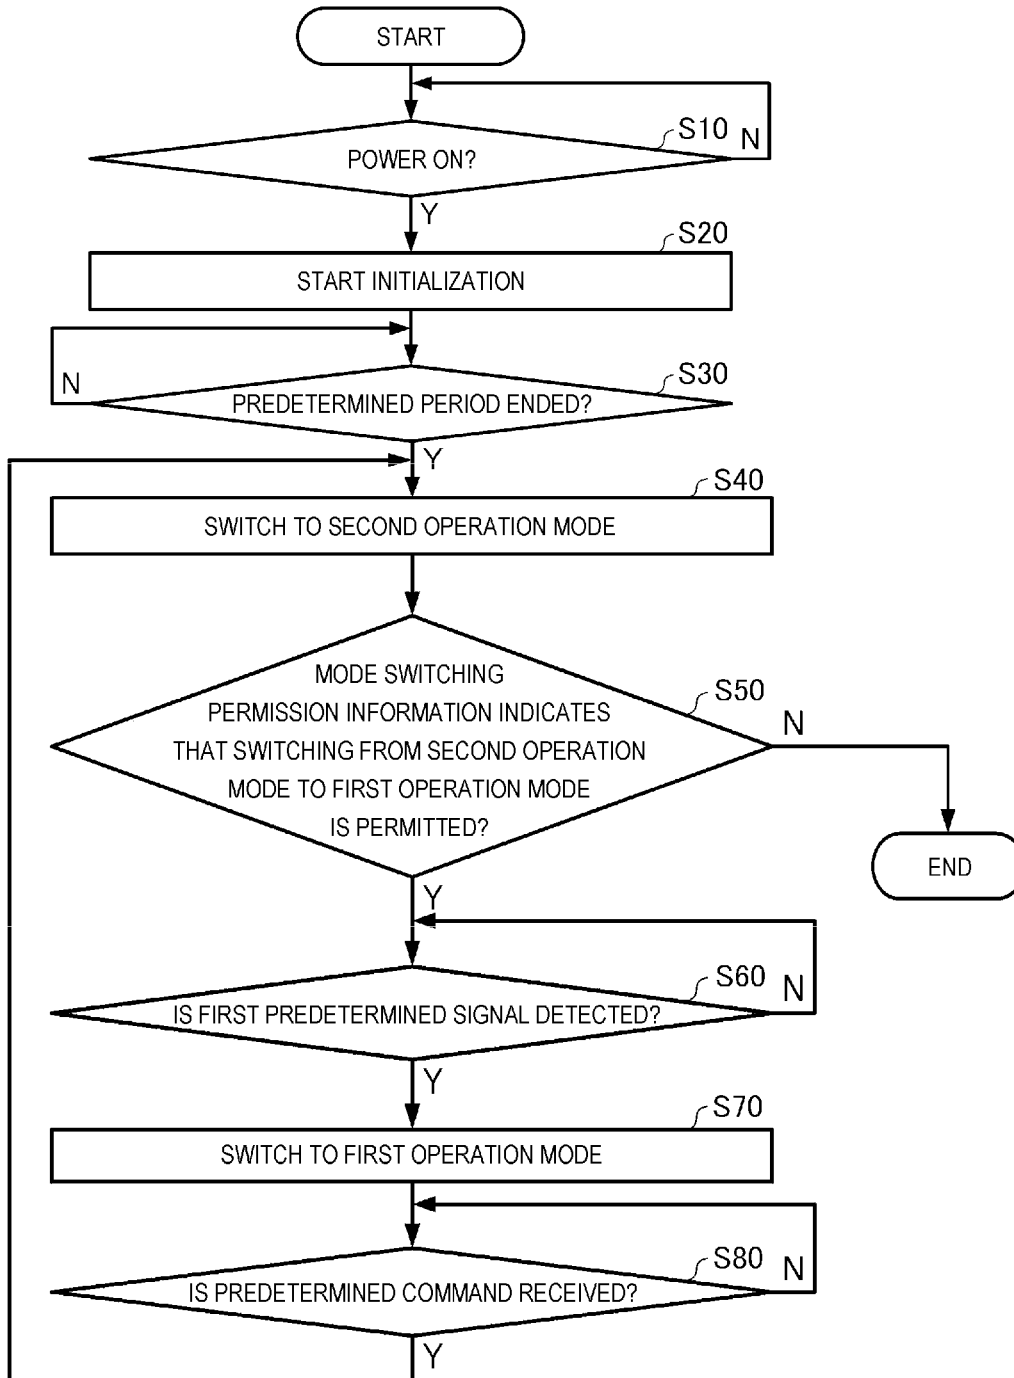 START
S10
N
POWER ON?
Y
S20
START INITIALIZATION
S30
N
PREDETERMINED PERIOD ENDED?
Y
S40
SWITCH TO SECOND OPERATION MODE
MODE SWITCHING
PERMISSION INFORMATION INDICATES
THAT SWITCHING FROM SECOND OPERATION
MODE TO FIRST OPERATION MODE
IS PERMITTED?
S50
N
END
Y
S60
N
IS FIRST PREDETERMINED SIGNAL DETECTED?
Y
S70
SWITCH TO FIRST OPERATION MODE
S80
N
IS PREDETERMINED COMMAND RECEIVED?
Y